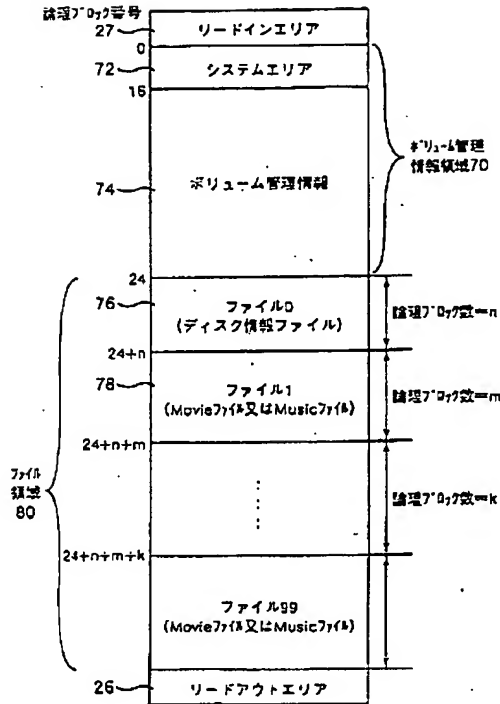 論理ブロック番号
27
リードインエリア
0
72
システムエリア
16
74
ボリューム管理情報
ボリューム管理
情報領域70
24
76
ファイル0
(ディスク情報ファイル)
論理ブロック数=n
24+n
78
ファイル1
(Movieファイル又はMusicファイル)
論理ブロック数=m
24+n+m
ファイル
領域
80
論理ブロック数=k
24+n+m+k
ファイル99
(Movieファイル又はMusicファイル)
26
リードアウトエリア